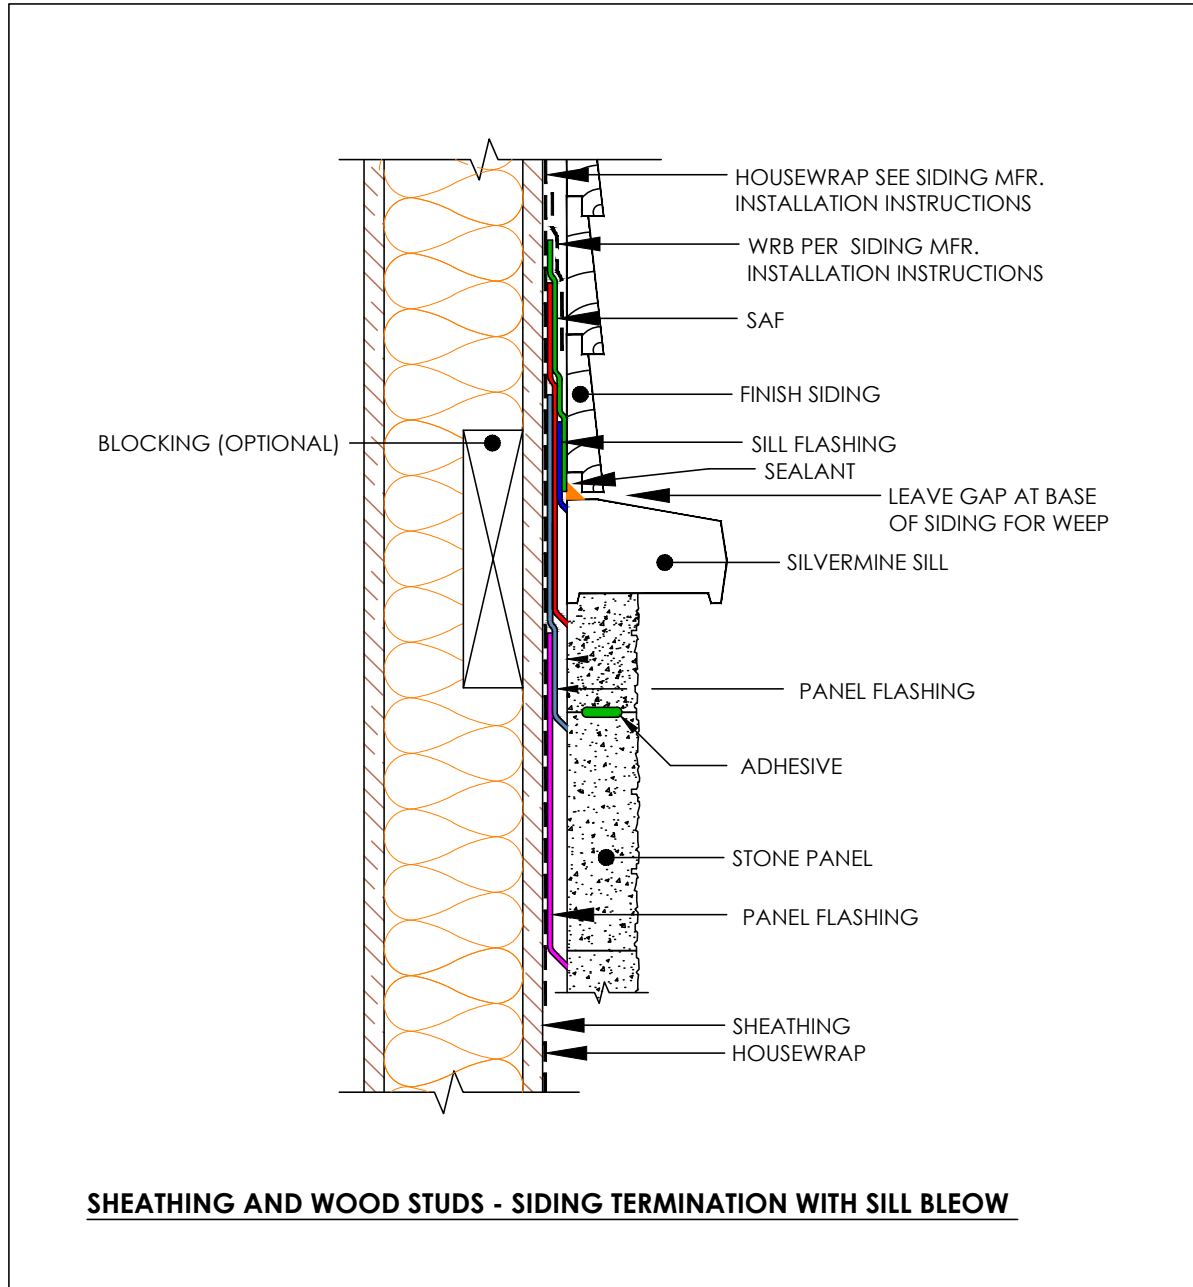 HOUSEWRAP SEE SIDING MFR.
INSTALLATION INSTRUCTIONS
WRB PER SIDING MFR.
INSTALLATION INSTRUCTIONS
SAF
FINISH SIDING
BLOCKING (OPTIONAL)
SILL FLASHING
SEALANT
LEAVE GAP AT BASE
OF SIDING FOR WEEP
SILVERMINE SILL
PANEL FLASHING
ADHESIVE
STONE PANEL
PANEL FLASHING
SHEATHING
HOUSEWRAP
SHEATHING AND WOOD STUDS - SIDING TERMINATION WITH SILL BLEOW